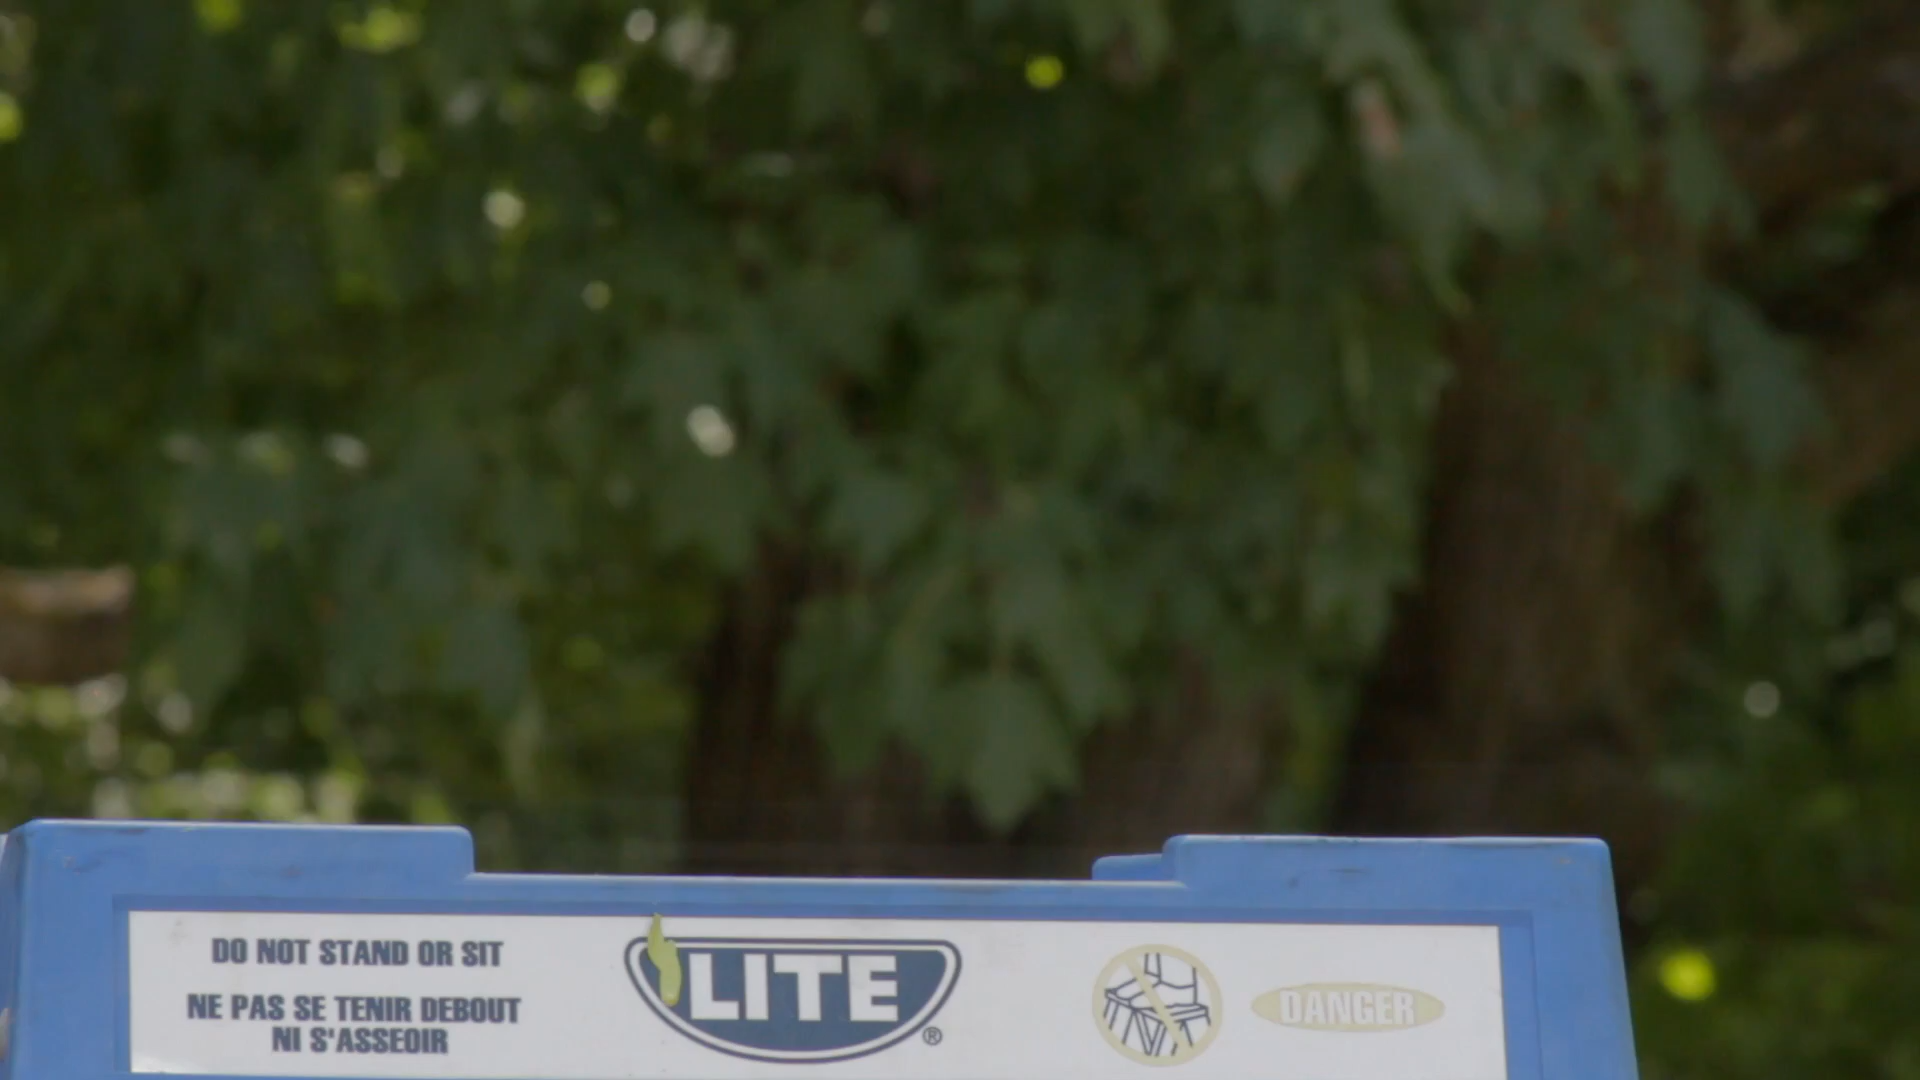 DO NOT STAND OR SIT
NE PAS SE TENIR DEBOUT
NI S'ASSEOIR
LITE
®
DANGER